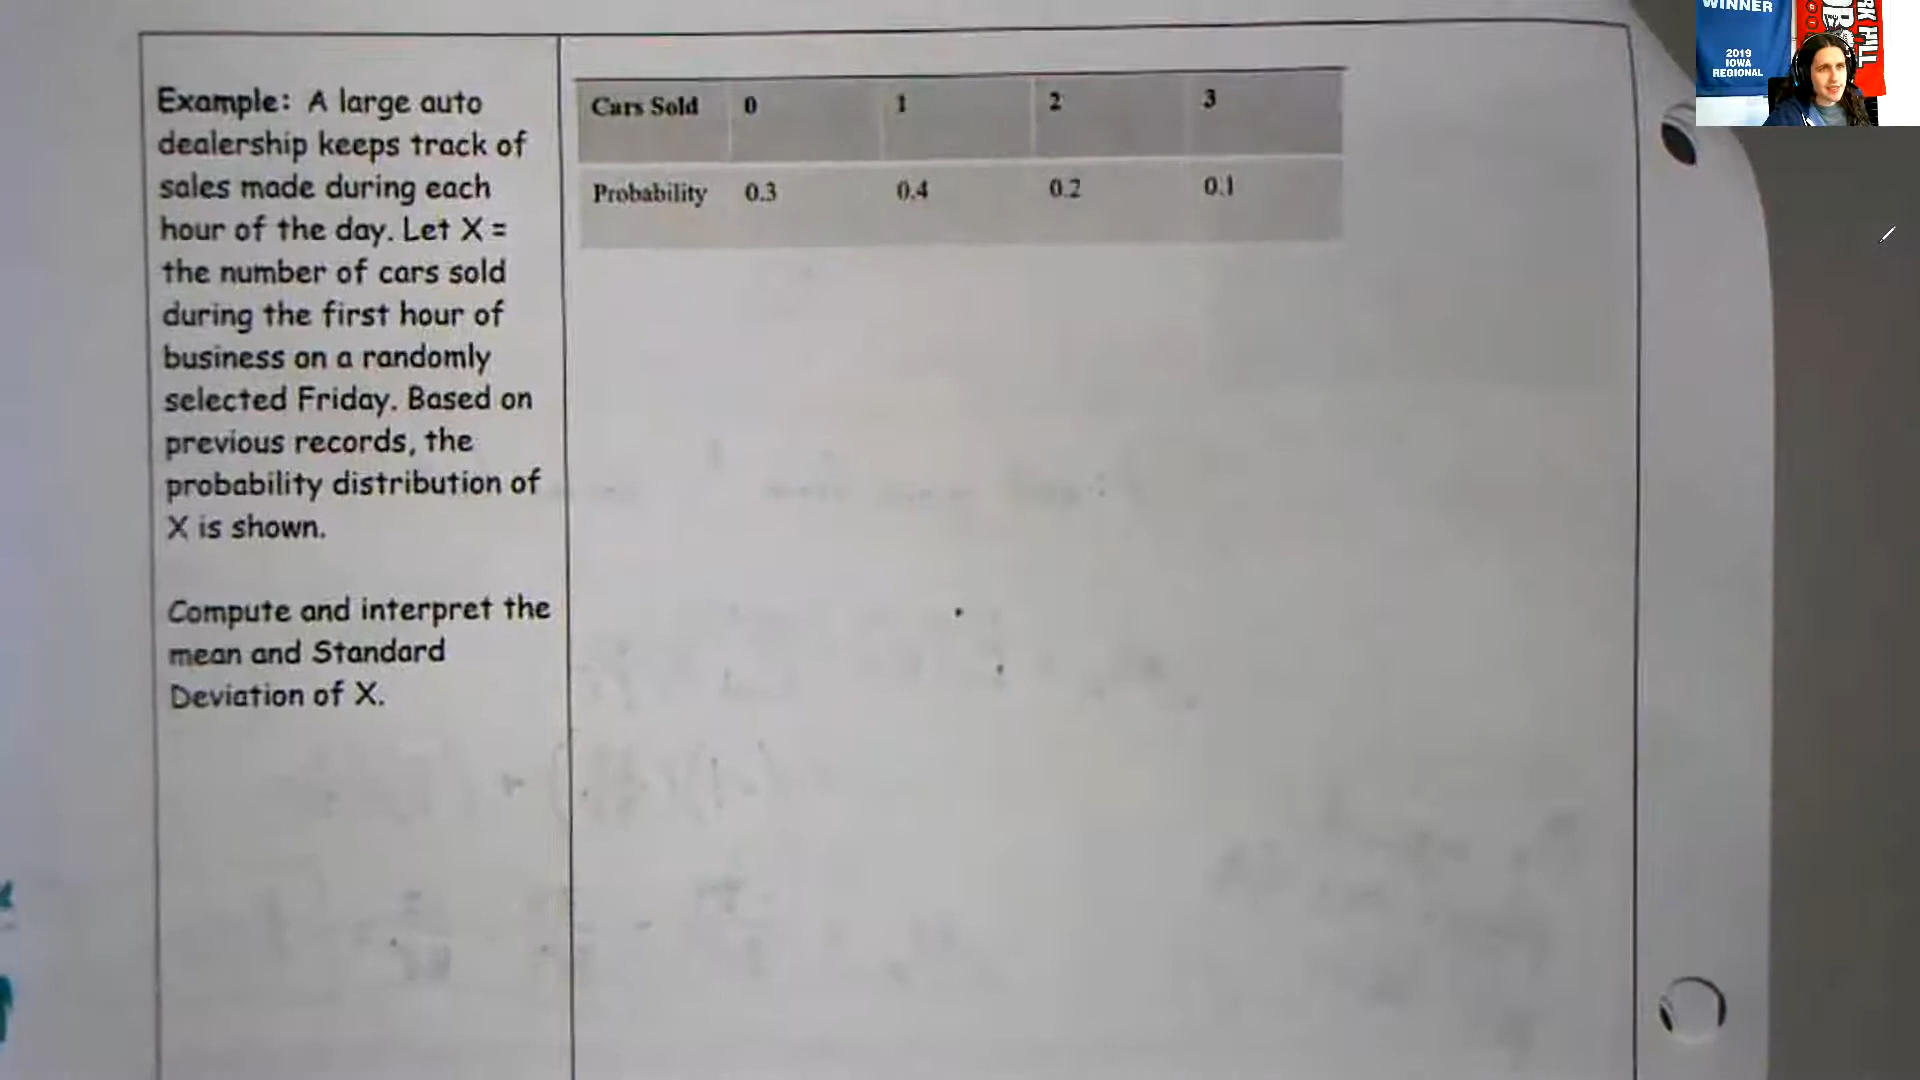 Example: A large auto
dealership keeps track of
sales made during each
hour of the day. Let X =
the number of cars sold
during the first hour of
business on a randomly
selected Friday. Based on
previous records, the
probability distribution of
X is shown.
Compute and interpret the
mean and Standard
Deviation of X.
Cars Sold 0 1 2 3
Probability 0.3 0.4 0.2 0.1
WINNER
2019
IOWA
REGIONAL